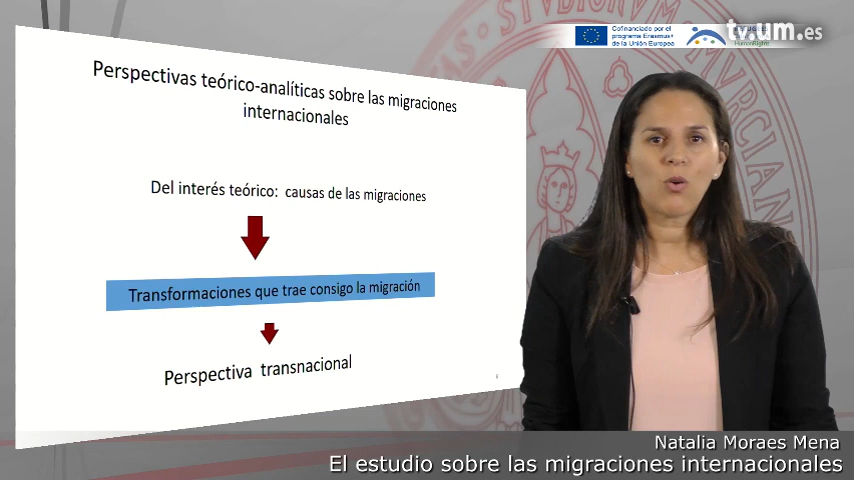 Cofinanciado por el
programa Erasmus+
de la Unión Europea
tv.um.es
HumanRights
Perspectivas teórico-analíticas sobre las migraciones
internacionales
Del interés teórico: causas de las migraciones
Transformaciones que trae consigo la migración
Perspectiva transnacional
Natalia Moraes Mena
El estudio sobre las migraciones internacionales